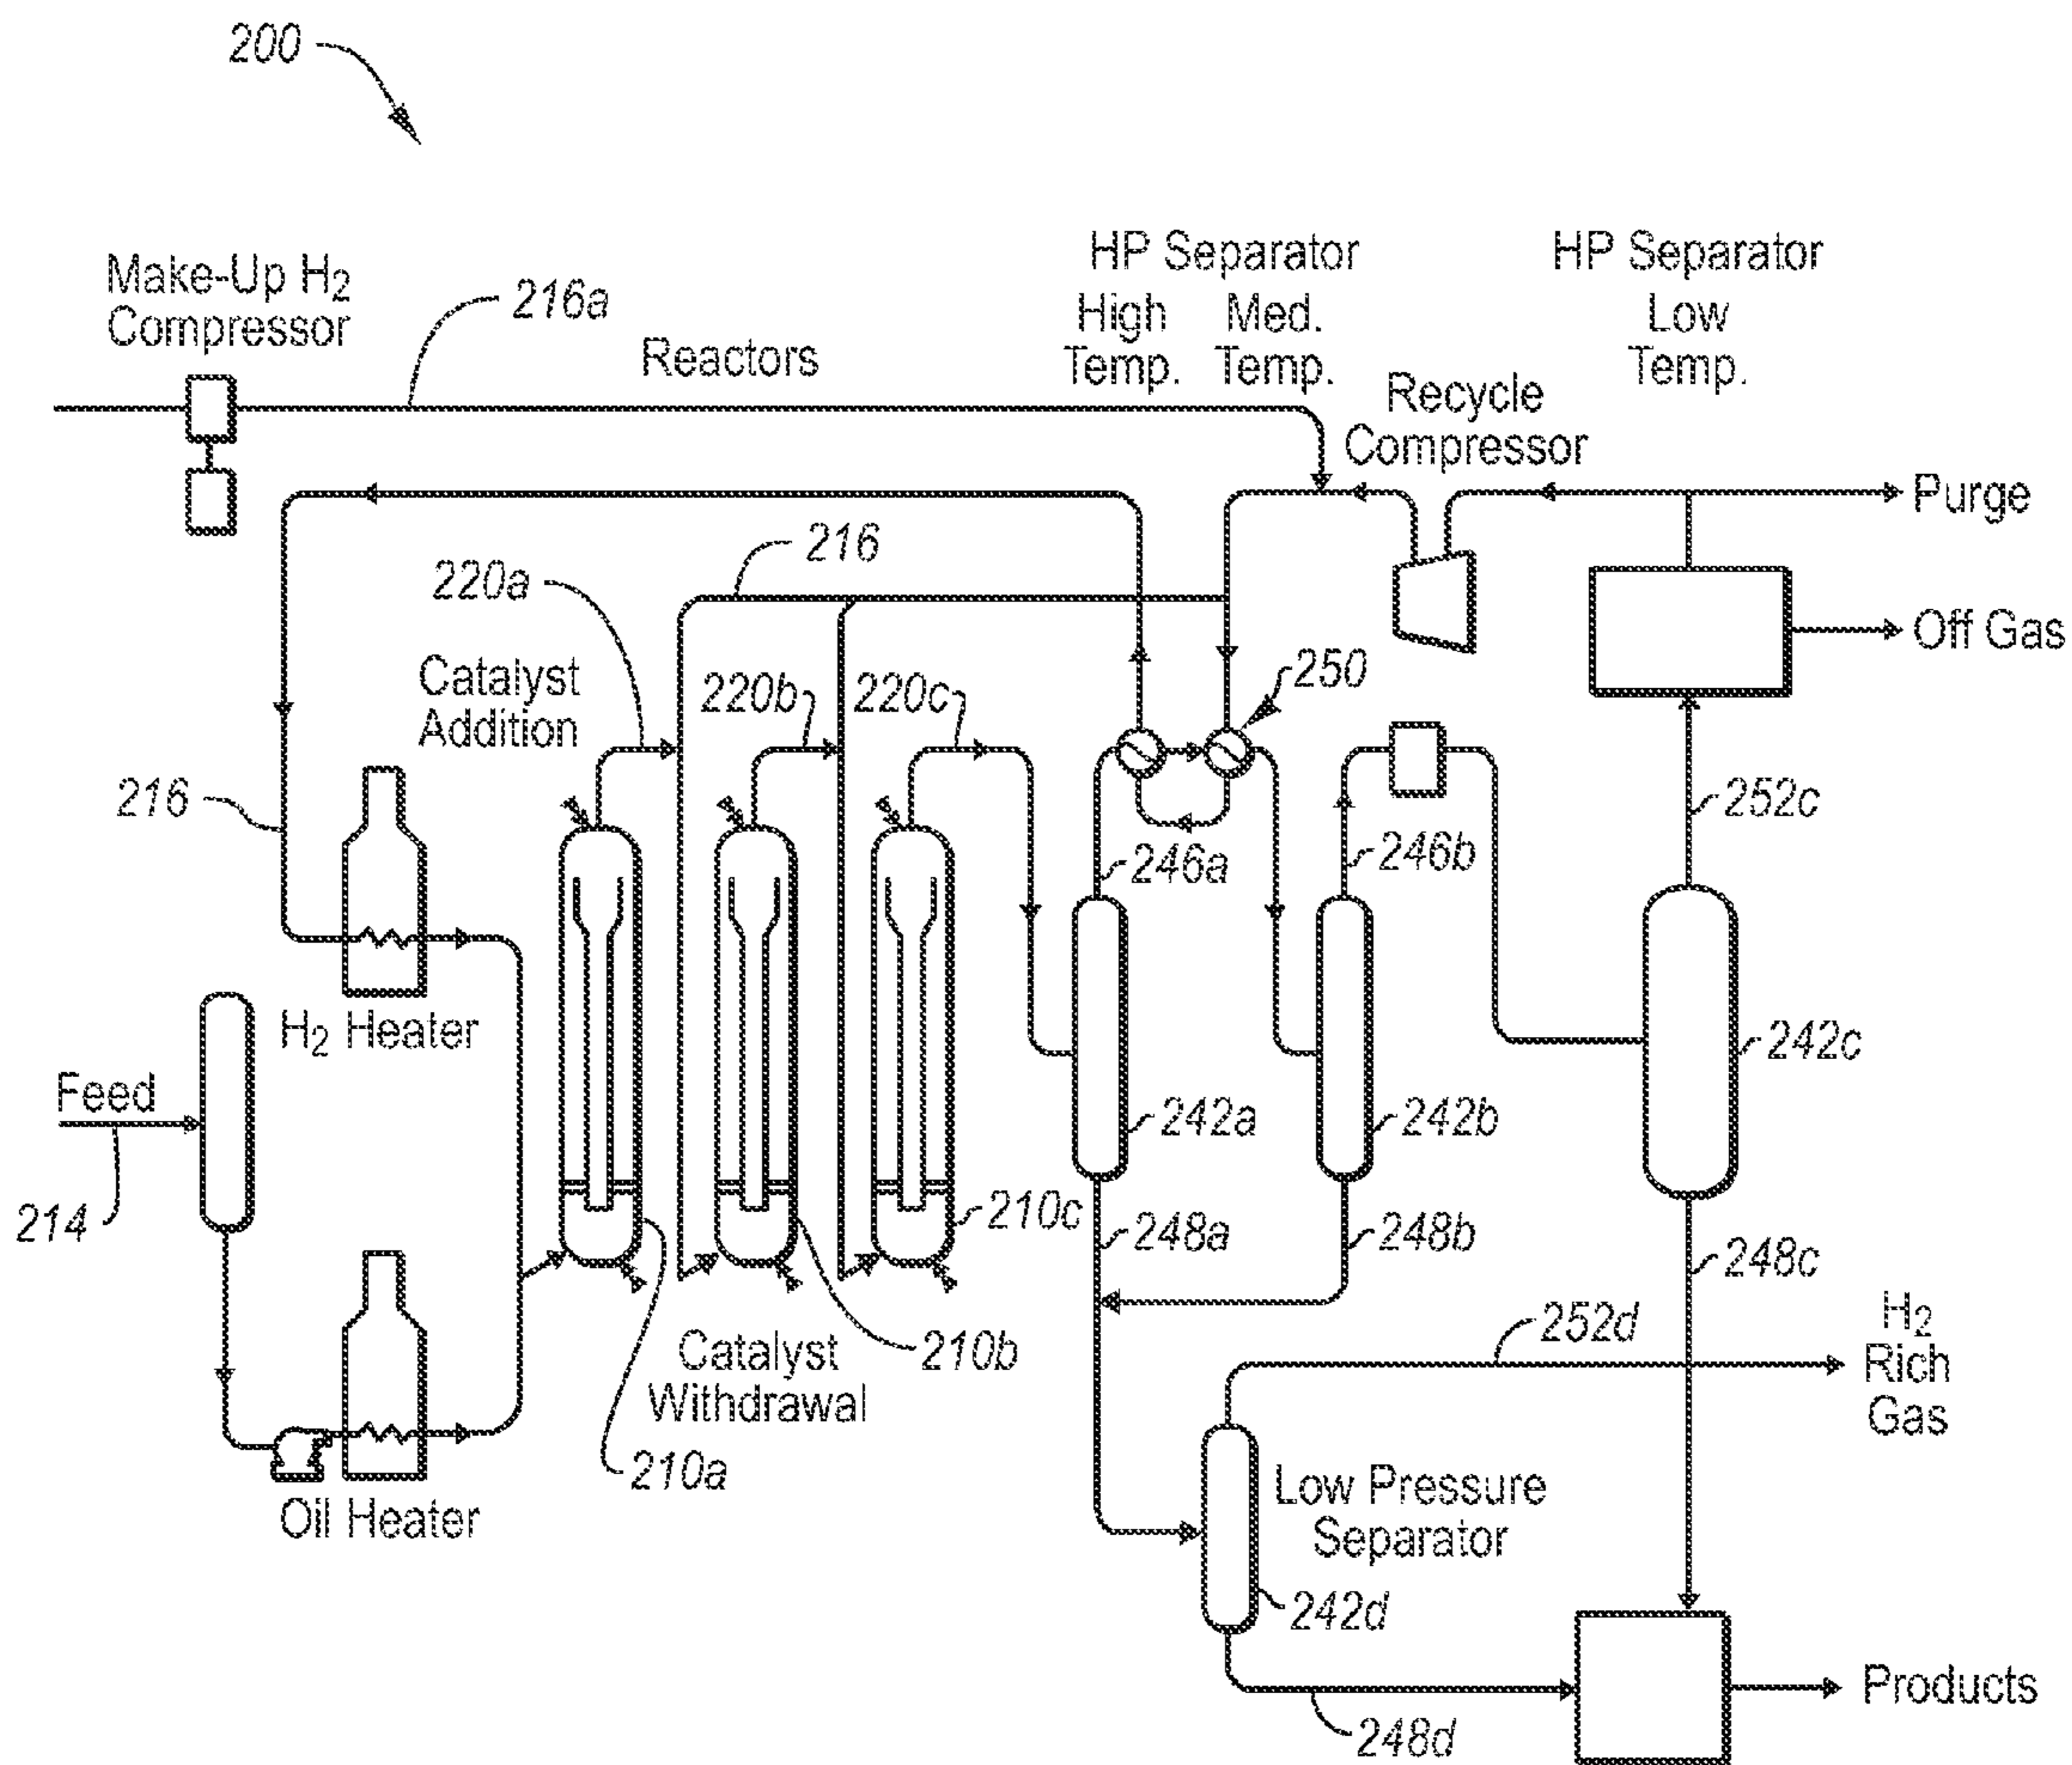 200
HP Separator
HP Separator
Make-Up H2
Compressor
216a
High
Temp.
Med.
Temp.
Low
Temp.
Reactors
Recycle
Compressor
Purge
216
220a
Off Gas
Catalyst
Addition
220b
220c
250
216
252c
246a
246b
H2 Heater
242c
Feed
242a
242b
214
210c
248a
248b
248c
252d
H2
Rich
Gas
Catalyst
Withdrawal
210b
210a
Low Pressure
Separator
Oil Heater
242d
Products
248d